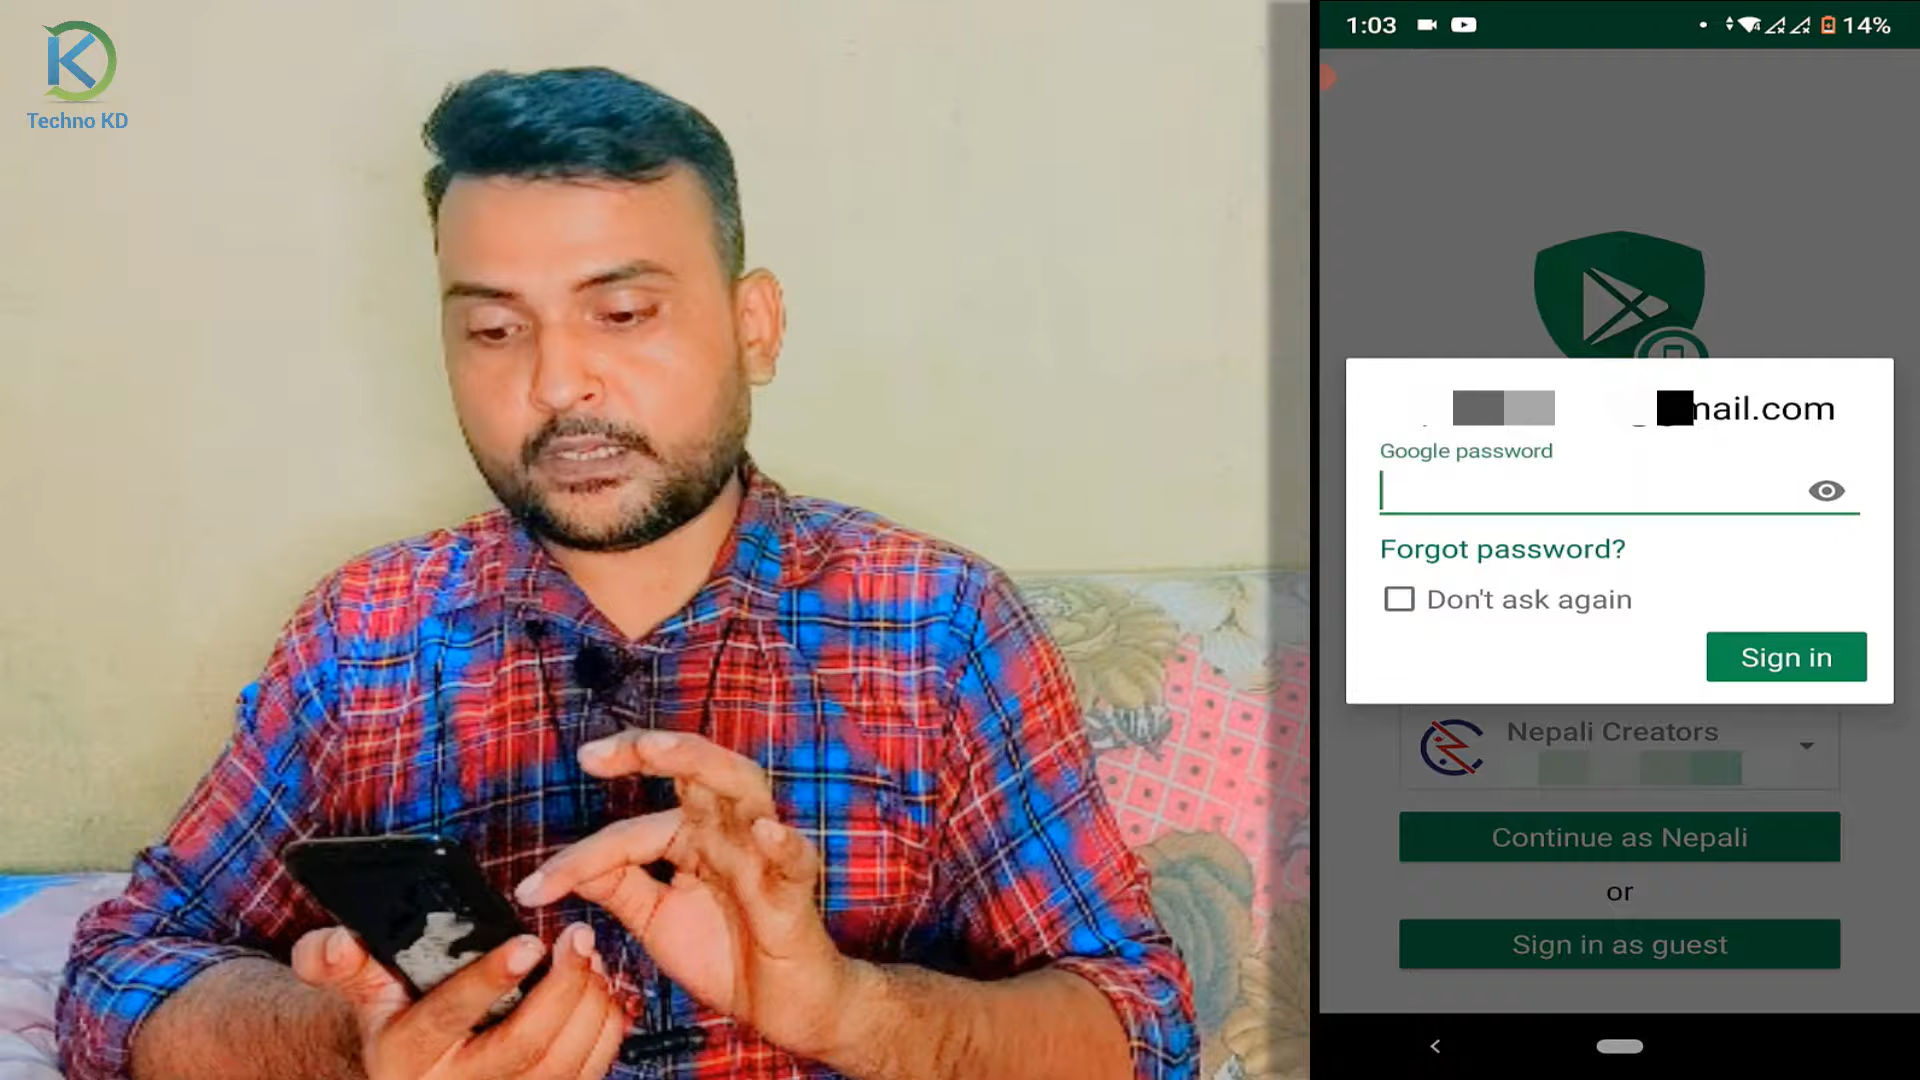 Techno KD
1:03
14%
mail.com
Google password
Forgot password?
Don't ask again
Sign in
Nepali Creators
Continue as Nepali
or
Sign in as guest